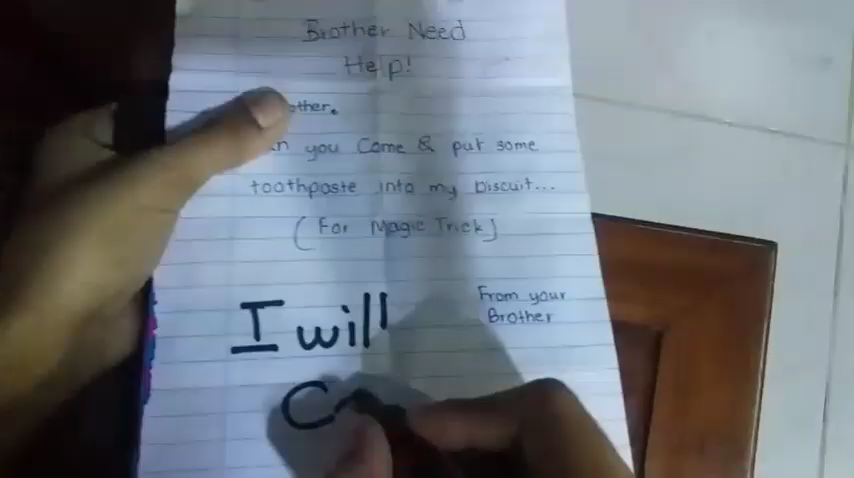 Brother Need
Help!
other.
n you Come & put some
toothpaste into my biscuit...
(For Magic Trick)
From your
Brother
I will
C